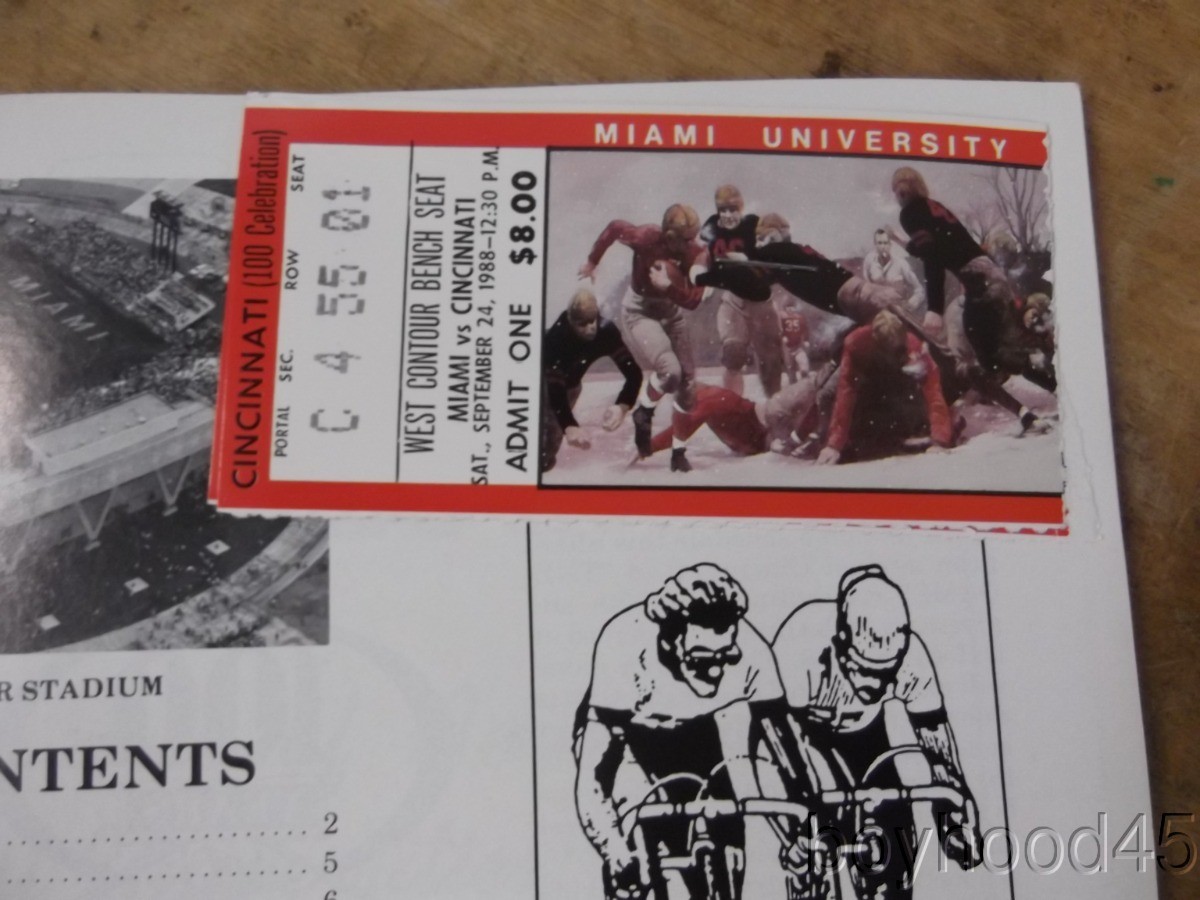 MIAMI UNIVERSITY
CINCINNATI (100 Celebration)
PORTAL SEC. ROW SEAT
C 4 55 01
WEST CONTOUR BENCH SEAT
MIAMI vs CINCINNATI
SAT., SEPTEMBER 24, 1988-12:30 P.M.
ADMIT ONE $8.00
MIAMI
R STADIUM
NTENTS
2
5
boyhood45